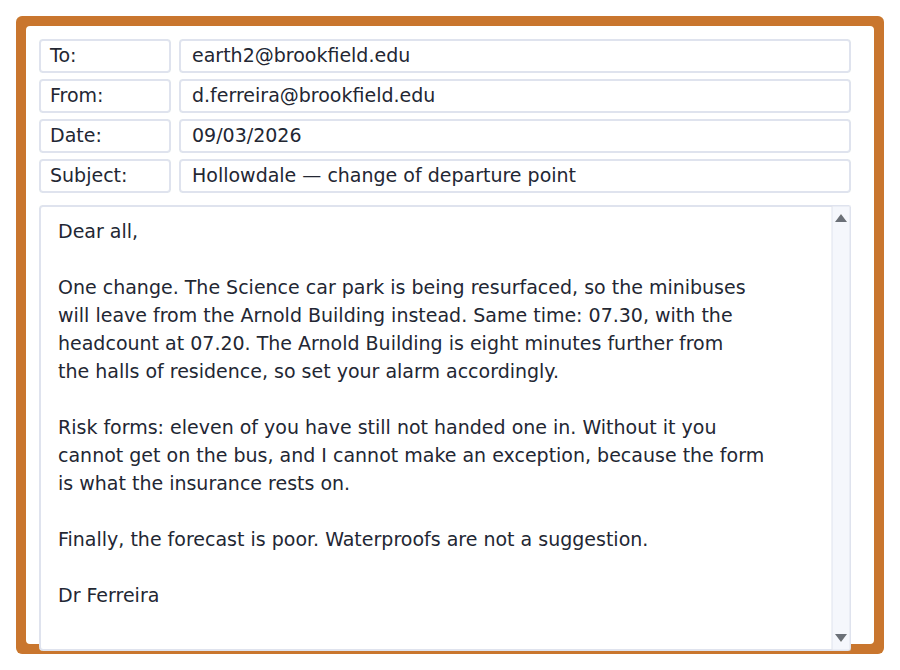 To: earth2@brookfield.edu
From: d.ferreira@brookfield.edu
Date: 09/03/2026
Subject: Hollowdale — change of departure point
Dear all,
One change. The Science car park is being resurfaced, so the minibuses
will leave from the Arnold Building instead. Same time: 07.30, with the
headcount at 07.20. The Arnold Building is eight minutes further from
the halls of residence, so set your alarm accordingly.
Risk forms: eleven of you have still not handed one in. Without it you
cannot get on the bus, and I cannot make an exception, because the form
is what the insurance rests on.
Finally, the forecast is poor. Waterproofs are not a suggestion.
Dr Ferreira